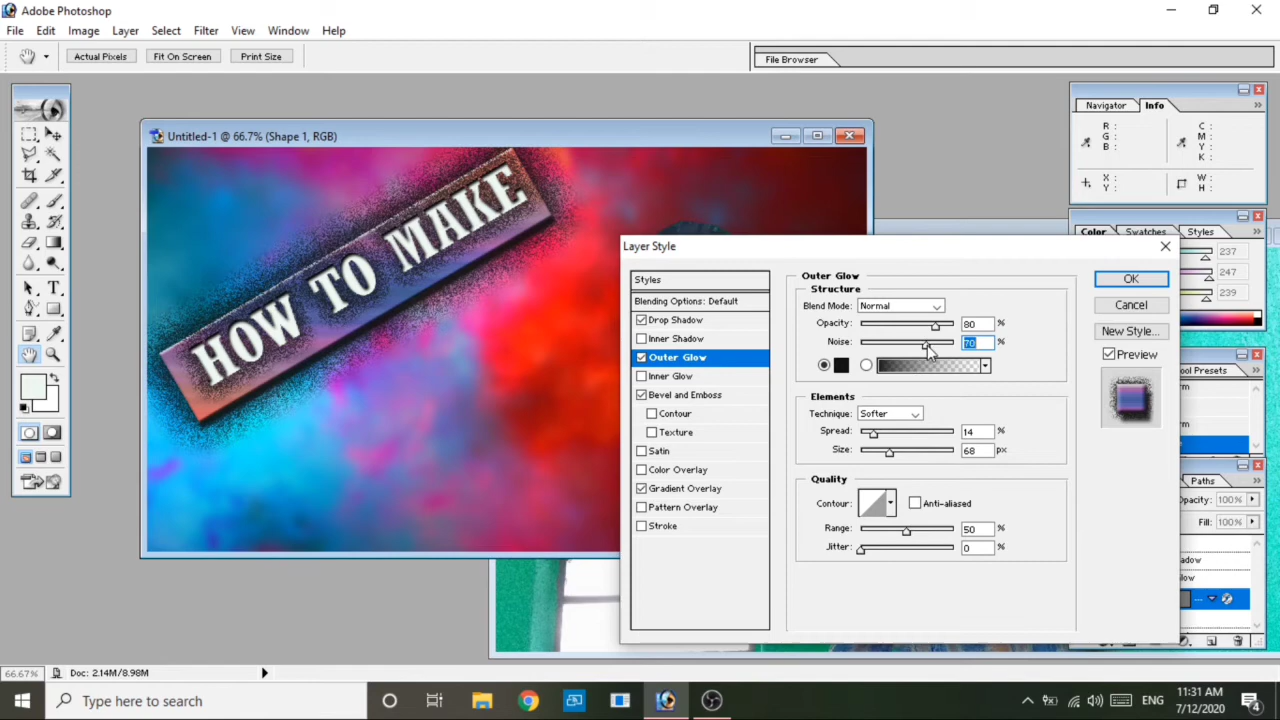 Adobe Photoshop
File Edit Image Layer Select Filter View Window Help
Actual Pixels Fit On Screen Print Size
File Browser
Navigator Info
R :
G :
B :
C :
M :
Y :
K :
X :
Y :
W :
H :
Untitled-1 @ 66.7% (Shape 1, RGB)
HOW TO MAKE
Color Swatches Styles
237
247
239
Layer Style
Styles
Blending Options: Default
Drop Shadow
Inner Shadow
Outer Glow
Inner Glow
Bevel and Emboss
Contour
Texture
Satin
Color Overlay
Gradient Overlay
Pattern Overlay
Stroke
Outer Glow
Structure
Blend Mode: Normal
Opacity: 80 %
Noise: 70 %
Elements
Technique: Softer
Spread: 14 %
Size: 68 px
Quality
Contour: Anti-aliased
Range: 50 %
Jitter: 0 %
OK
Cancel
New Style...
Preview
Presets
Paths
100%
Fill: 100%
66.67% Doc: 2.14M/8.98M
Type here to search
ENG
11:31 AM
7/12/2020
4